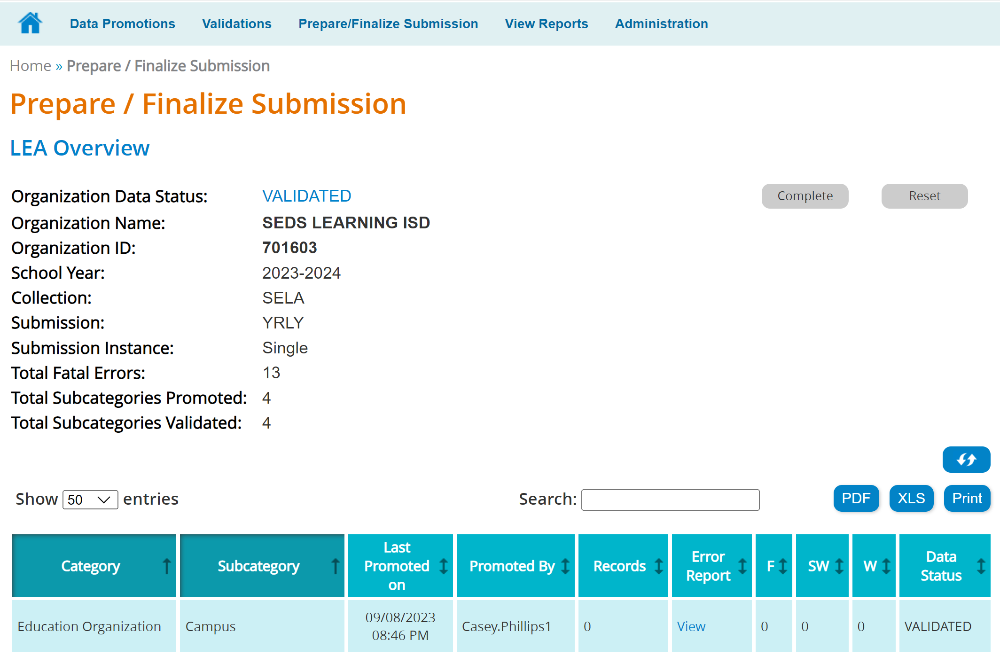 Data Promotions Validations Prepare/Finalize Submission View Reports Administration
Home » Prepare / Finalize Submission
Prepare / Finalize Submission
LEA Overview
Organization Data Status: VALIDATED Complete Reset
Organization Name: SEDS LEARNING ISD
Organization ID: 701603
School Year: 2023-2024
Collection: SELA
Submission: YRLY
Submission Instance: Single
Total Fatal Errors: 13
Total Subcategories Promoted: 4
Total Subcategories Validated: 4
Show 50 entries Search: PDF XLS Print
Category Subcategory Last Promoted on Promoted By Records Error Report F SW W Data Status
Education Organization Campus 09/08/2023 08:46 PM Casey.Phillips1 0 View 0 0 0 VALIDATED